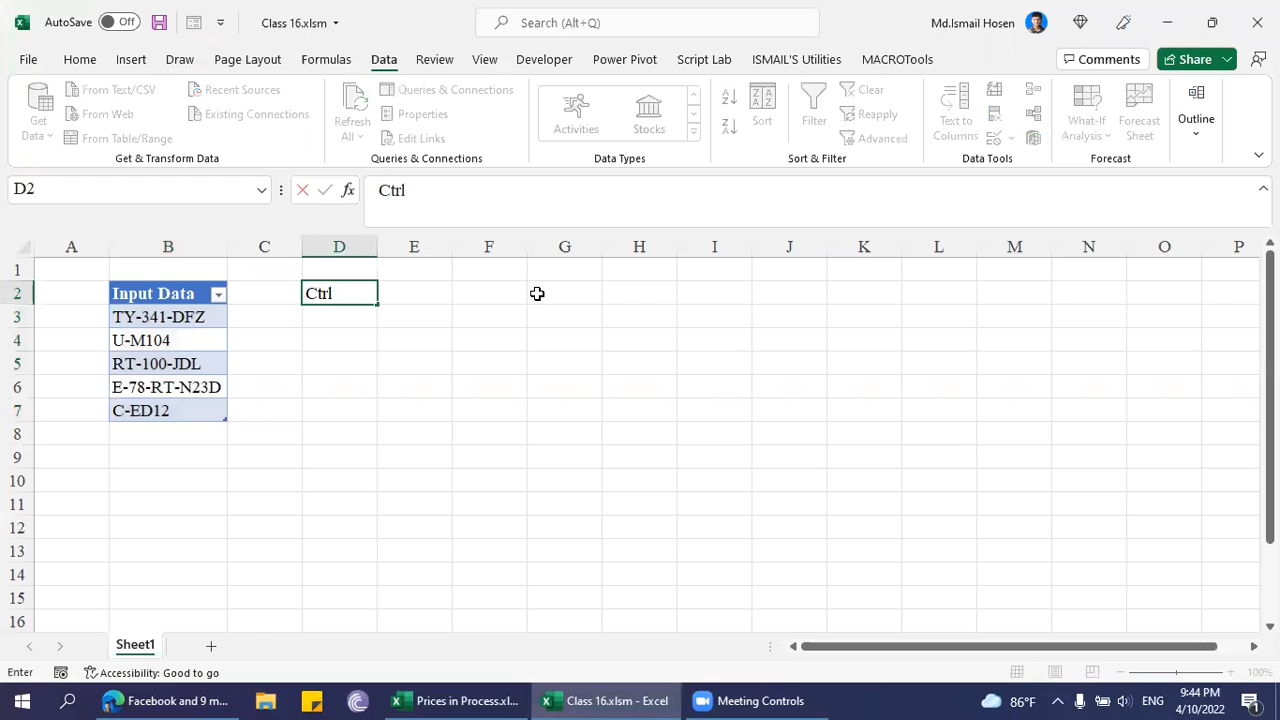 AutoSave Off Class 16.xlsm Search (Alt+Q) Md.Ismail Hosen
File Home Insert Draw Page Layout Formulas Data Review View Developer Power Pivot Script Lab ISMAIL'S Utilities MACROTools Comments Share
Get Data
From Text/CSV
From Web
From Table/Range
Recent Sources
Existing Connections
Get & Transform Data
Refresh All
Queries & Connections
Properties
Edit Links
Queries & Connections
Activities
Stocks
Data Types
Sort
Filter
Clear
Reapply
Advanced
Sort & Filter
Text to Columns
Data Tools
What-If Analysis
Forecast Sheet
Forecast
Outline
D2 fx Ctrl
A B C D E F G H I J K L M N O P
1
2 Input Data Ctrl
3 TY-341-DFZ
4 U-M104
5 RT-100-JDL
6 E-78-RT-N23D
7 C-ED12
8
9
10
11
12
13
14
15
16
Sheet1
Enter Accessibility: Good to go 100%
Facebook and 9 m... Prices in Process.xl... Class 16.xlsm - Excel Meeting Controls 86°F ENG 9:44 PM
4/10/2022 1